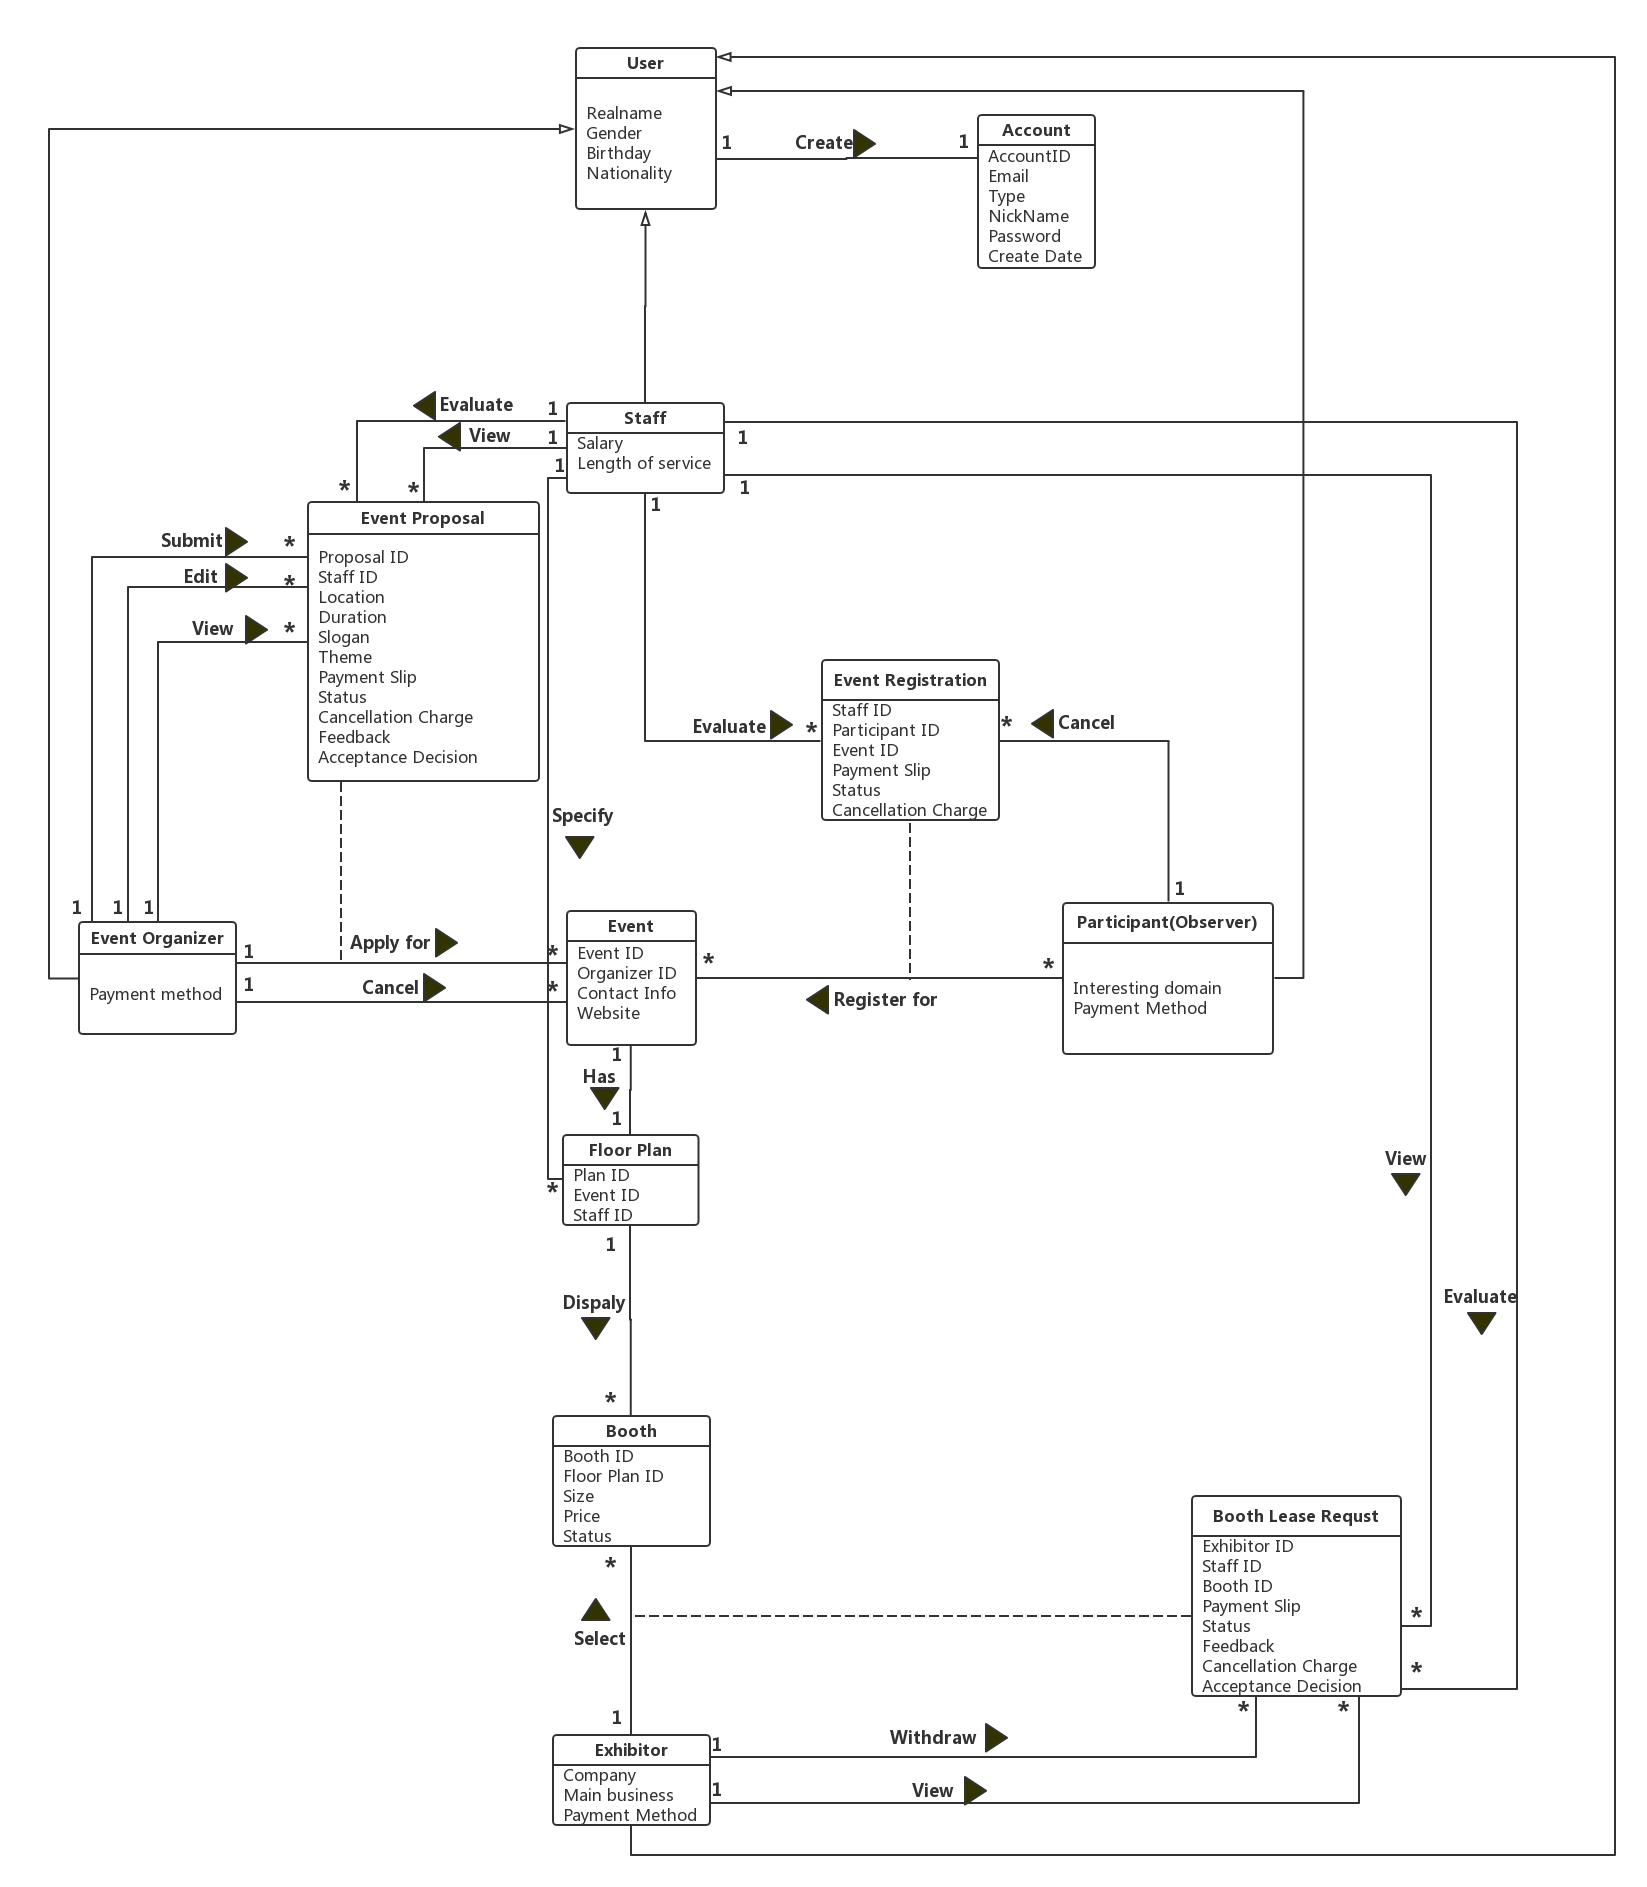 User
Realname
Gender
Birthday
Nationality
1
Create
1
Account
AccountID
Email
Type
NickName
Password
Create Date
Evaluate
1
View
1
1
Staff
Salary
Length of service
1
1
1
*
*
Event Proposal
Proposal ID
Staff ID
Location
Duration
Slogan
Theme
Payment Slip
Status
Cancellation Charge
Feedback
Acceptance Decision
Submit
*
Edit
*
View
*
Event Registration
Staff ID
Participant ID
Event ID
Payment Slip
Status
Cancellation Charge
Evaluate
*
*
Cancel
Specify
1
1
1
1
Event Organizer
Payment method
1
Apply for
*
1
Cancel
*
Event
Event ID
Organizer ID
Contact Info
Website
*
*
Register for
Participant(Observer)
Interesting domain
Payment Method
1
Has
1
Floor Plan
Plan ID
Event ID
Staff ID
*
1
View
Evaluate
Dispaly
*
Booth
Booth ID
Floor Plan ID
Size
Price
Status
*
Select
1
Booth Lease Requst
Exhibitor ID
Staff ID
Booth ID
Payment Slip
Status
Feedback
Cancellation Charge
Acceptance Decision
*
*
*
*
Exhibitor
Company
Main business
Payment Method
1
Withdraw
1
View